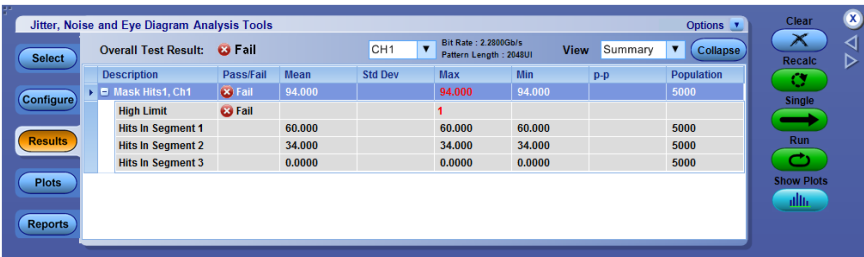 Jitter, Noise and Eye Diagram Analysis Tools
Options
Clear
Select
Overall Test Result: Fail
CH1
Bit Rate : 2.2800Gb/s
Pattern Length : 2048UI
View Summary
Collapse
Recalc
Description Pass/Fail Mean Std Dev Max Min p-p Population
Configure
Mask Hits1, Ch1 Fail 94.000 94.000 94.000 5000
Single
High Limit Fail 1
Hits In Segment 1 60.000 60.000 60.000 5000
Results
Hits In Segment 2 34.000 34.000 34.000 5000
Run
Hits In Segment 3 0.0000 0.0000 0.0000 5000
Plots
Show Plots
Reports